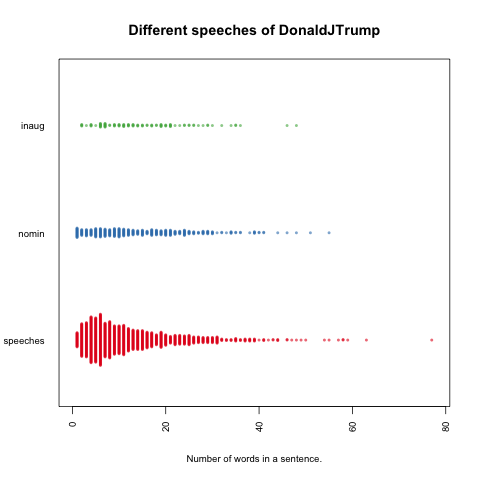 Different speeches of DonaldJTrump
inaug
nomin
speeches
0 20 40 60 80
Number of words in a sentence.